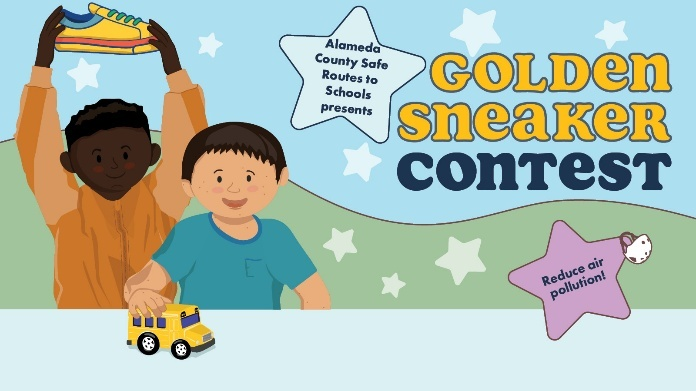 Alameda
County Safe
Routes to
Schools
presents
GOLDEN
SNEAKER
CONTEST
Reduce air
pollution!